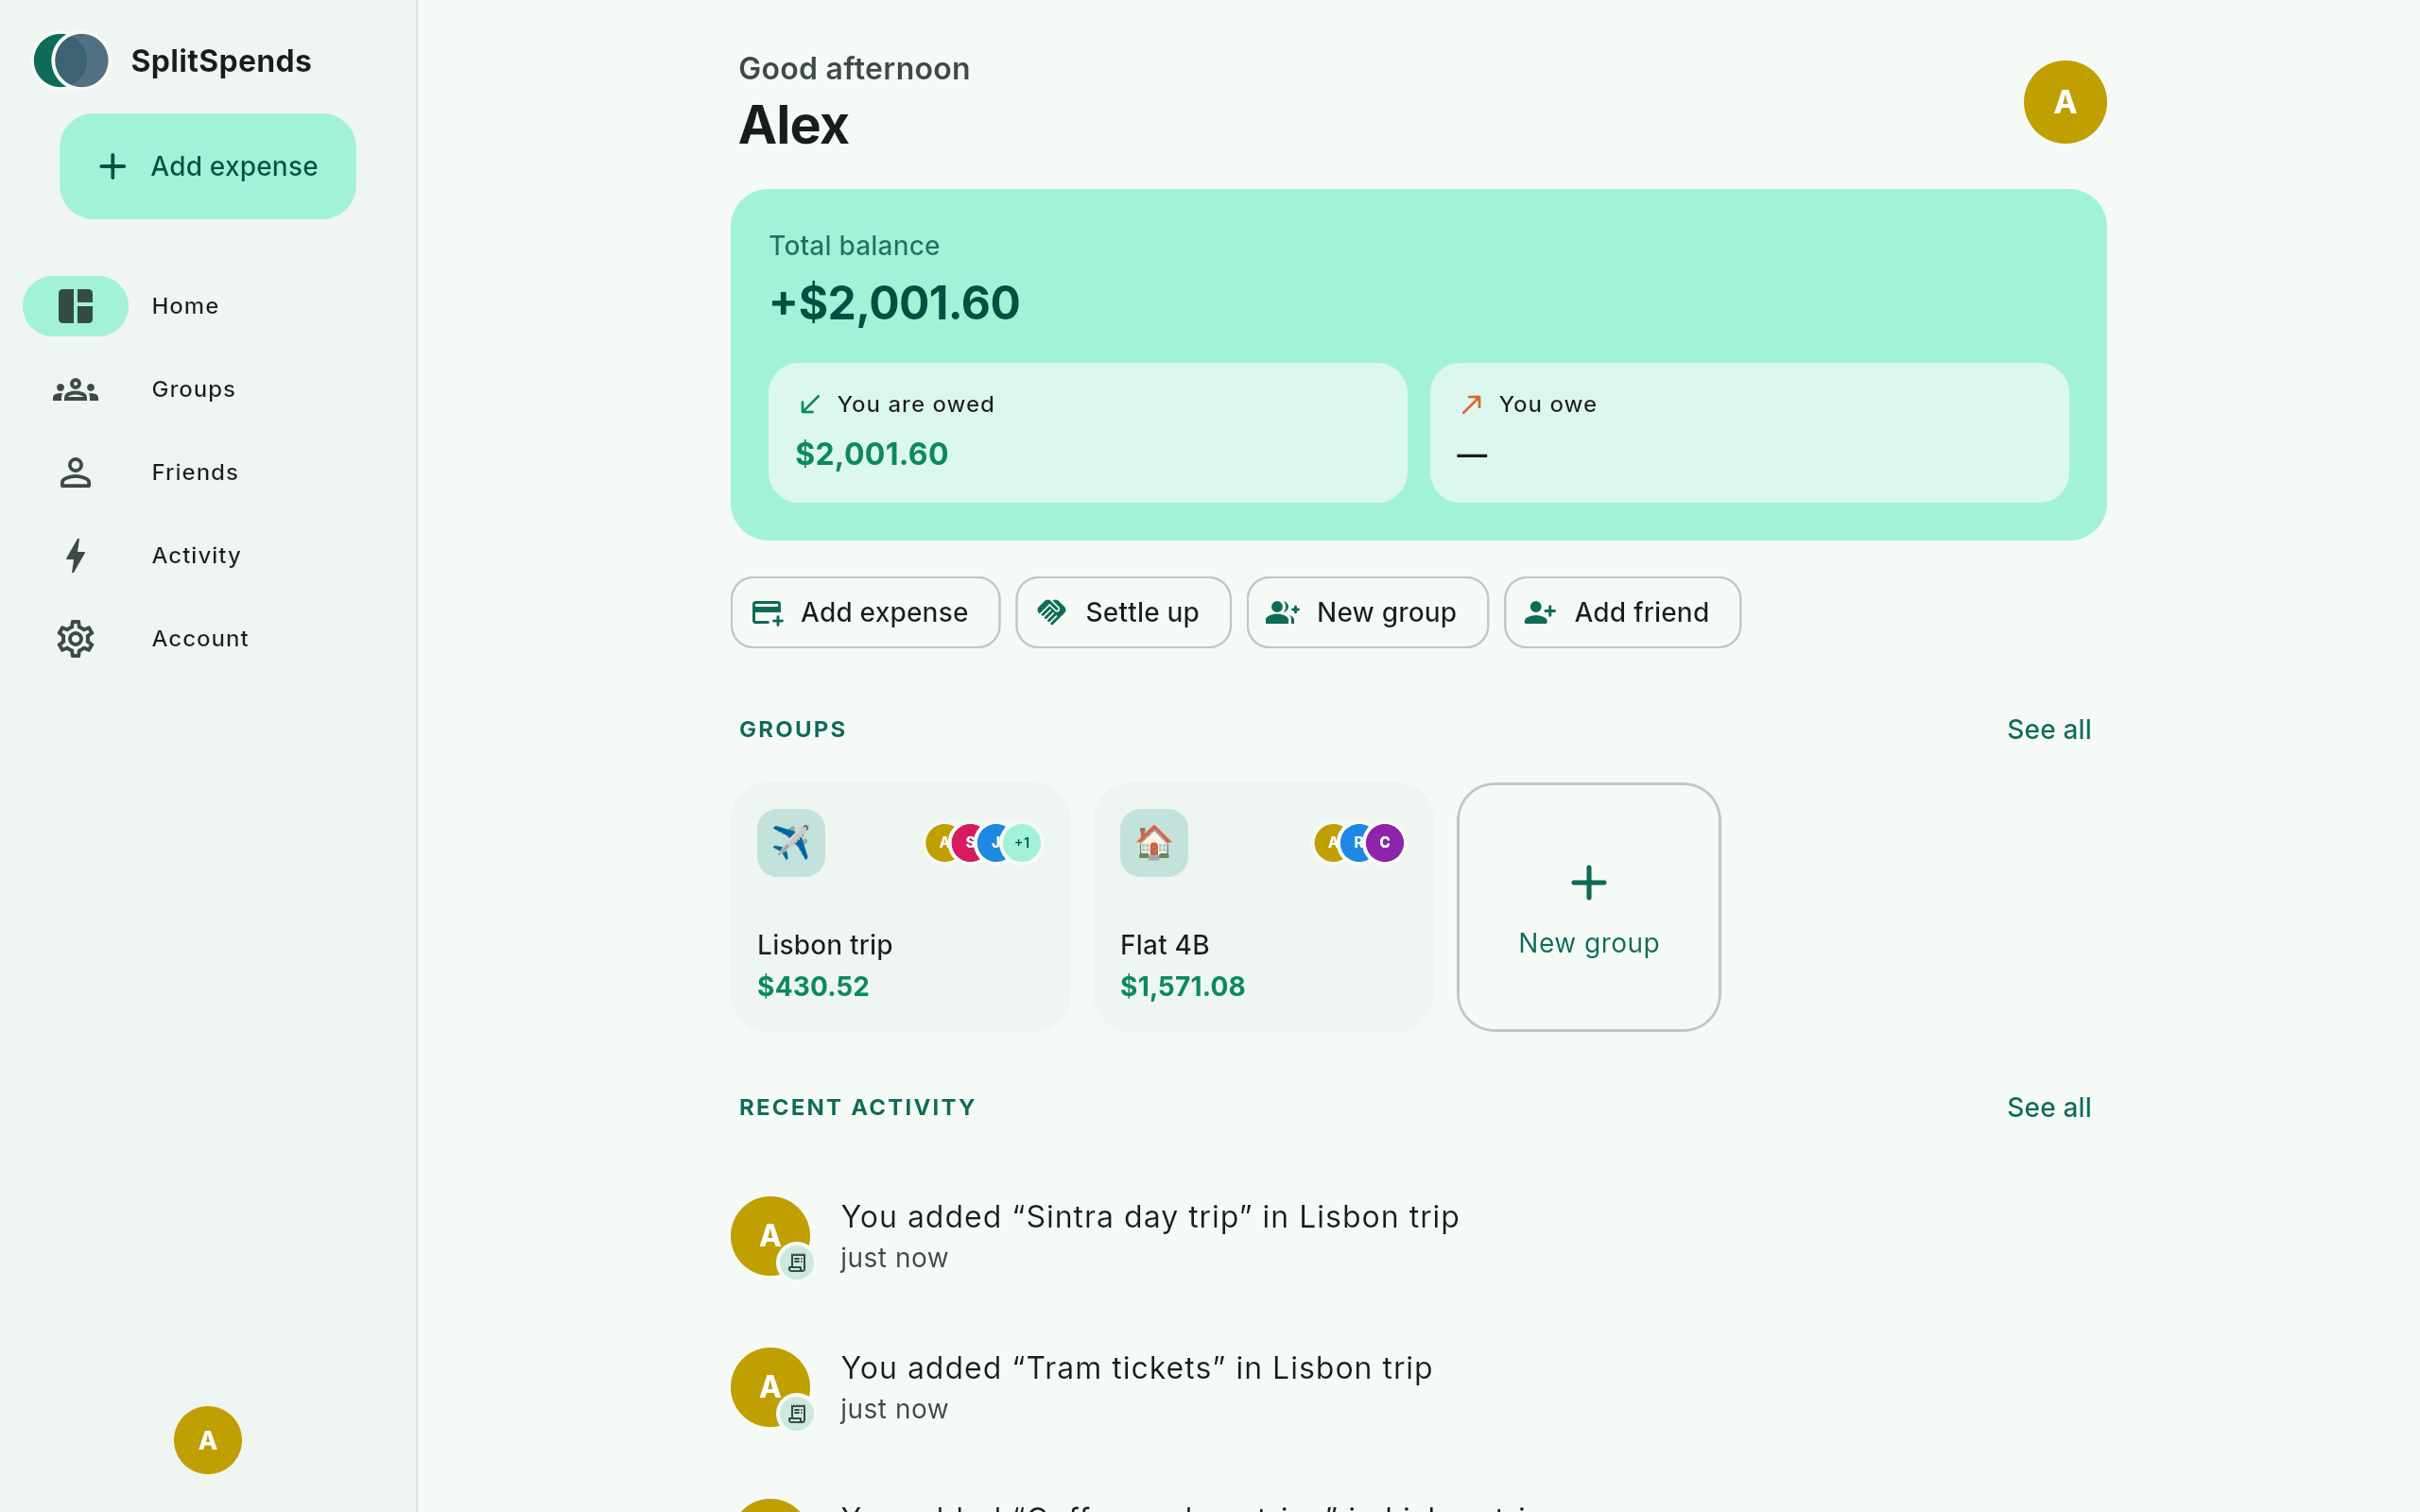 SplitSpends
Add expense
Home
Groups
Friends
Activity
Account
A
Good afternoon
Alex
A
Total balance
+$2,001.60
You are owed
$2,001.60
You owe
—
Add expense
Settle up
New group
Add friend
GROUPS
See all
A S J +1
Lisbon trip
$430.52
A R C
Flat 4B
$1,571.08
New group
RECENT ACTIVITY
See all
A
You added “Sintra day trip” in Lisbon trip
just now
A
You added “Tram tickets” in Lisbon trip
just now